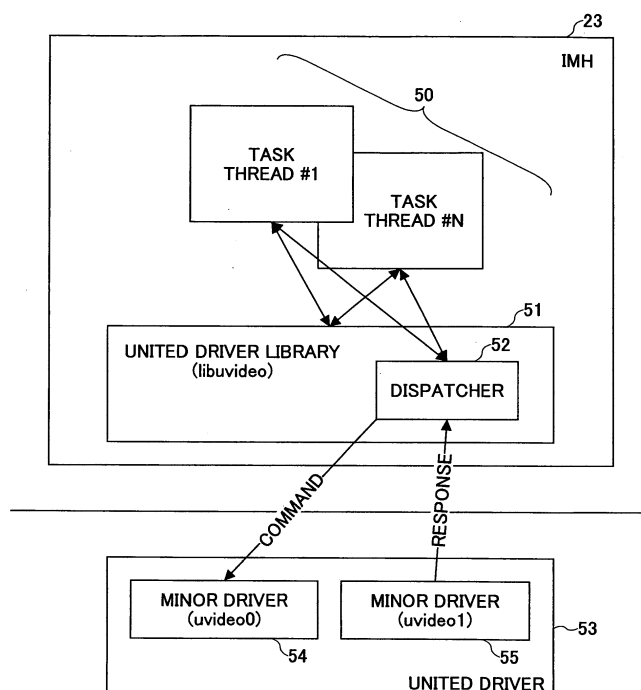 23
IMH
50
TASK
THREAD #1
TASK
THREAD #N
51
UNITED DRIVER LIBRARY
(libuvideo)
52
DISPATCHER
COMMAND
RESPONSE
MINOR DRIVER
(uvideo0)
MINOR DRIVER
(uvideo1)
53
54
55
UNITED DRIVER